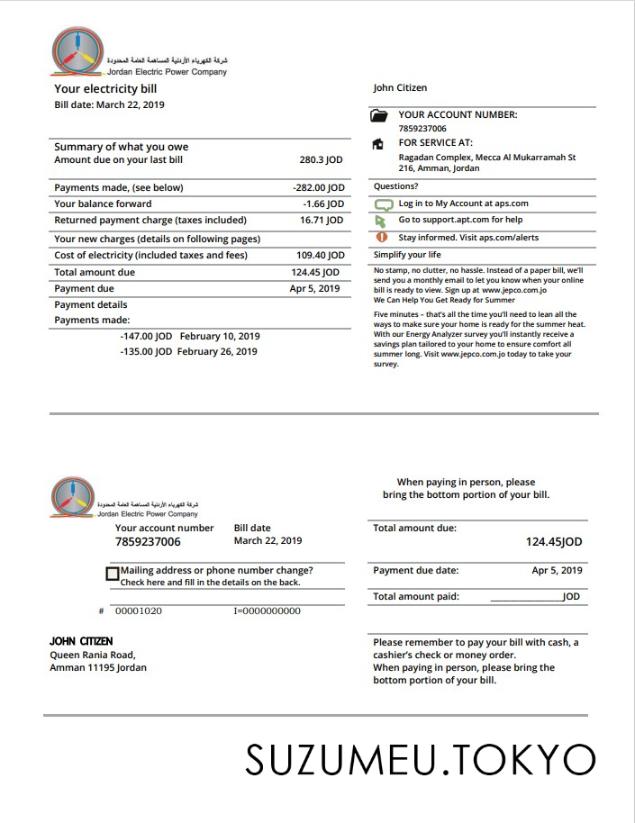 شركة الكهرباء الأردنية المساهمة العامة المحدودة
Jordan Electric Power Company
Your electricity bill
Bill date: March 22, 2019
Summary of what you owe
Amount due on your last bill 280.3 JOD
Payments made, (see below) -282.00 JOD
Your balance forward -1.66 JOD
Returned payment charge (taxes included) 16.71 JOD
Your new charges (details on following pages)
Cost of electricity (included taxes and fees) 109.40 JOD
Total amount due 124.45 JOD
Payment due Apr 5, 2019
Payment details
Payments made:
-147.00 JOD February 10, 2019
-135.00 JOD February 26, 2019
John Citizen
YOUR ACCOUNT NUMBER:
7859237006
FOR SERVICE AT:
Ragadan Complex, Mecca Al Mukarramah St
216, Amman, Jordan
Questions?
Log in to My Account at aps.com
Go to support.apt.com for help
Stay informed. Visit aps.com/alerts
Simplify your life
No stamp, no clutter, no hassle. Instead of a paper bill, we'll
send you a monthly email to let you know when your online
bill is ready to view. Sign up at www.jepco.com.jo
We Can Help You Get Ready for Summer
Five minutes – that's all the time you'll need to lean all the
ways to make sure your home is ready for the summer heat.
With our Energy Analyzer survey you'll instantly receive a
savings plan tailored to your home to ensure comfort all
summer long. Visit www.jepco.com.jo today to take your
survey.
شركة الكهرباء الأردنية المساهمة العامة المحدودة
Jordan Electric Power Company
Your account number Bill date
7859237006 March 22, 2019
Mailing address or phone number change?
Check here and fill in the details on the back.
# 00001020 I=0000000000
JOHN CITIZEN
Queen Rania Road,
Amman 11195 Jordan
When paying in person, please
bring the bottom portion of your bill.
Total amount due:
124.45JOD
Payment due date: Apr 5, 2019
Total amount paid: ______________JOD
Please remember to pay your bill with cash, a
cashier's check or money order.
When paying in person, please bring the
bottom portion of your bill.
SUZUMEU.TOKYO